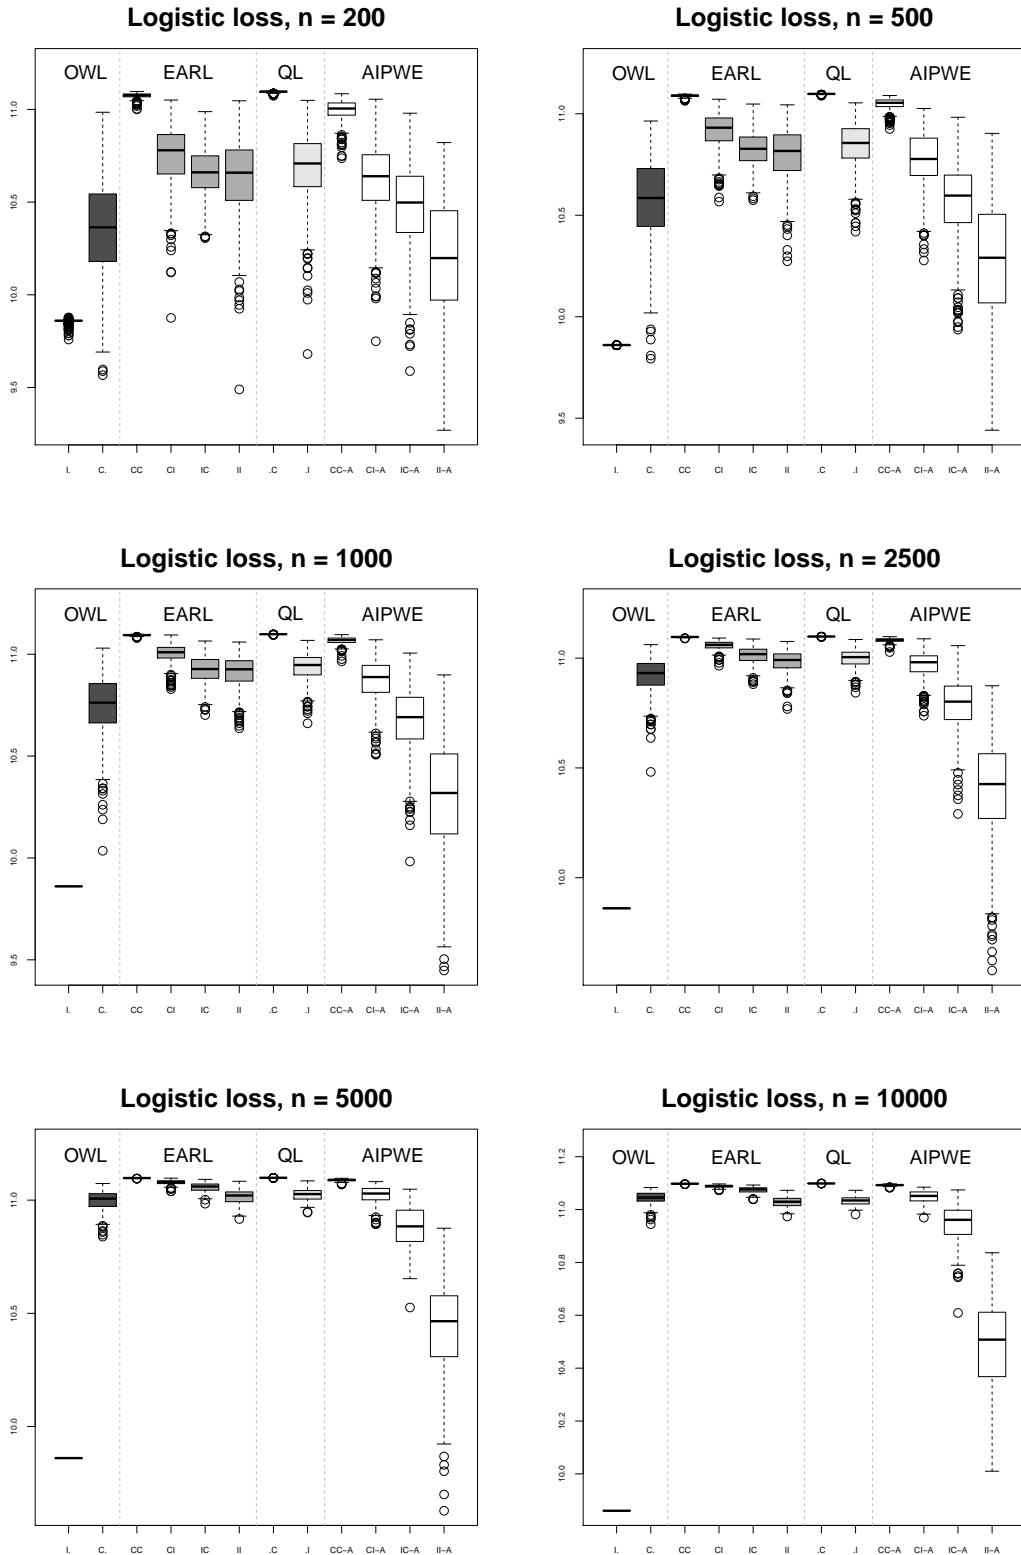 Logistic loss, n = 200
OWL EARL QL AIPWE
11.0
10.5
10.0
9.5
I. C. CC CI IC II .C .I CC−A CI−A IC−A II−A
Logistic loss, n = 500
OWL EARL QL AIPWE
11.0
10.5
10.0
9.5
I. C. CC CI IC II .C .I CC−A CI−A IC−A II−A
Logistic loss, n = 1000
OWL EARL QL AIPWE
11.0
10.5
10.0
9.5
I. C. CC CI IC II .C .I CC−A CI−A IC−A II−A
Logistic loss, n = 2500
OWL EARL QL AIPWE
11.0
10.5
10.0
I. C. CC CI IC II .C .I CC−A CI−A IC−A II−A
Logistic loss, n = 5000
OWL EARL QL AIPWE
11.0
10.5
10.0
I. C. CC CI IC II .C .I CC−A CI−A IC−A II−A
Logistic loss, n = 10000
OWL EARL QL AIPWE
11.2
11.0
10.8
10.6
10.4
10.2
10.0
I. C. CC CI IC II .C .I CC−A CI−A IC−A II−A